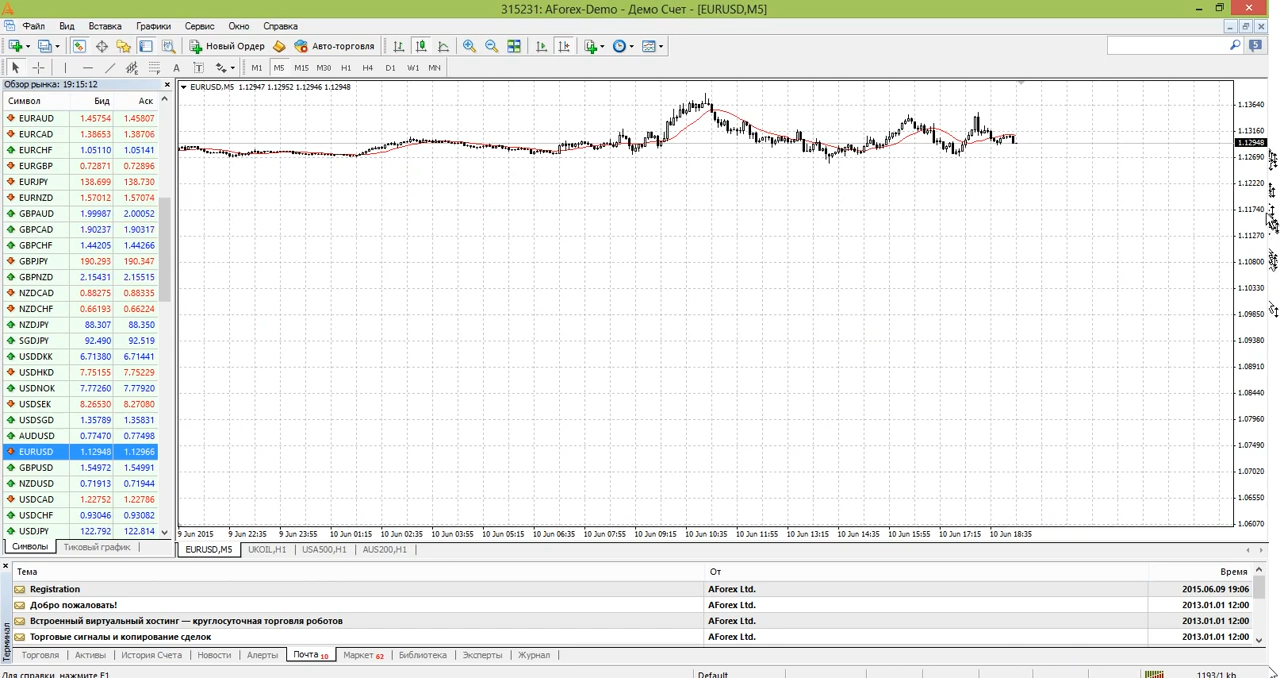 315231: AForex-Demo - Демо Счет - [EURUSD,M5]
Файл Вид Вставка Графики Сервис Окно Справка
Новый Ордер Авто-торговля 5
A T M1 M5 M15 M30 H1 H4 D1 W1 MN
Обзор рынка: 19:15:12
Символ Бид Аск
EURAUD 1.45754 1.45807
EURCAD 1.38653 1.38706
EURCHF 1.05110 1.05141
EURGBP 0.72871 0.72896
EURJPY 138.699 138.730
EURNZD 1.57012 1.57074
GBPAUD 1.99987 2.00052
GBPCAD 1.90237 1.90317
GBPCHF 1.44205 1.44266
GBPJPY 190.293 190.347
GBPNZD 2.15431 2.15515
NZDCAD 0.88275 0.88335
NZDCHF 0.66193 0.66224
NZDJPY 88.307 88.350
SGDJPY 92.490 92.519
USDDKK 6.71380 6.71441
USDHKD 7.75155 7.75229
USDNOK 7.77260 7.77920
USDSEK 8.26530 8.27080
USDSGD 1.35789 1.35831
AUDUSD 0.77470 0.77498
EURUSD 1.12948 1.12966
GBPUSD 1.54972 1.54991
NZDUSD 0.71913 0.71944
USDCAD 1.22752 1.22786
USDCHF 0.93046 0.93082
USDJPY 122.792 122.814
Символы Тиковый график
EURUSD,M5 1.12947 1.12952 1.12946 1.12948
1.13640
1.13160
1.12948
1.12690
1.12220
1.11740
1.11270
1.10800
1.10330
1.09850
1.09380
1.08910
1.08440
1.07960
1.07490
1.07020
1.06550
1.06070
9 Jun 2015 9 Jun 22:35 9 Jun 23:55 10 Jun 01:15 10 Jun 02:35 10 Jun 03:55 10 Jun 05:15 10 Jun 06:35 10 Jun 07:55 10 Jun 09:15 10 Jun 10:35 10 Jun 11:55 10 Jun 13:15 10 Jun 14:35 10 Jun 15:55 10 Jun 17:15 10 Jun 18:35
EURUSD,M5 UKOIL,H1 USA500,H1 AUS200,H1
Тема От Время
Registration AForex Ltd. 2015.06.09 19:06
Добро пожаловать! AForex Ltd. 2013.01.01 12:00
Встроенный виртуальный хостинг — круглосуточная торговля роботов AForex Ltd. 2013.01.01 12:00
Торговые сигналы и копирование сделок AForex Ltd. 2013.01.01 12:00
Терминал
Торговля Активы История Счета Новости Алерты Почта 10 Маркет 62 Библиотека Эксперты Журнал
Для справки, нажмите F1 Default 1193/1 kb